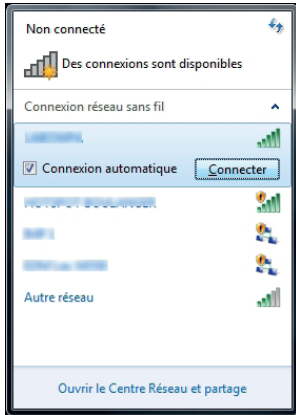 Non connecté
Des connexions sont disponibles
Connexion réseau sans fil
Connexion automatique
Connecter
Autre réseau
Ouvrir le Centre Réseau et partage